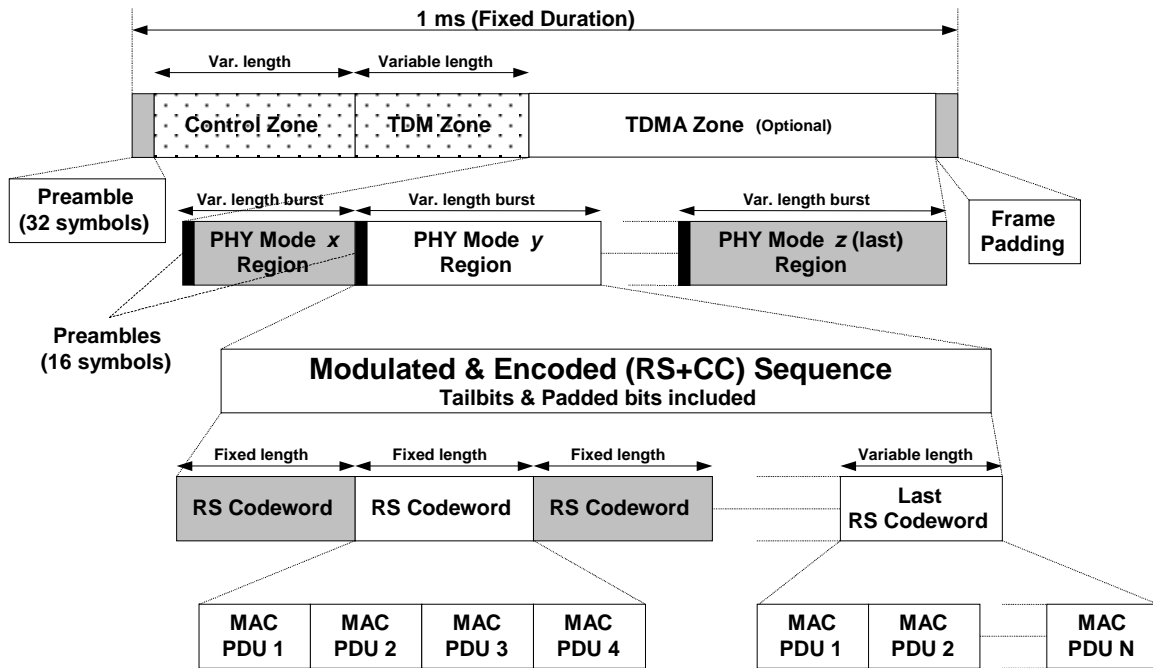 1 ms (Fixed Duration)
Var. length
Variable length
Control Zone
TDM Zone
TDMA Zone (Optional)
Preamble
(32 symbols)
Var. length burst
Var. length burst
Var. length burst
Frame
Padding
PHY Mode x
Region
PHY Mode y
Region
PHY Mode z (last)
Region
Preambles
(16 symbols)
Modulated & Encoded (RS+CC) Sequence
Tailbits & Padded bits included
Fixed length
Fixed length
Fixed length
Variable length
RS Codeword
RS Codeword
RS Codeword
Last
RS Codeword
MAC
PDU 1
MAC
PDU 2
MAC
PDU 3
MAC
PDU 4
MAC
PDU 1
MAC
PDU 2
MAC
PDU N